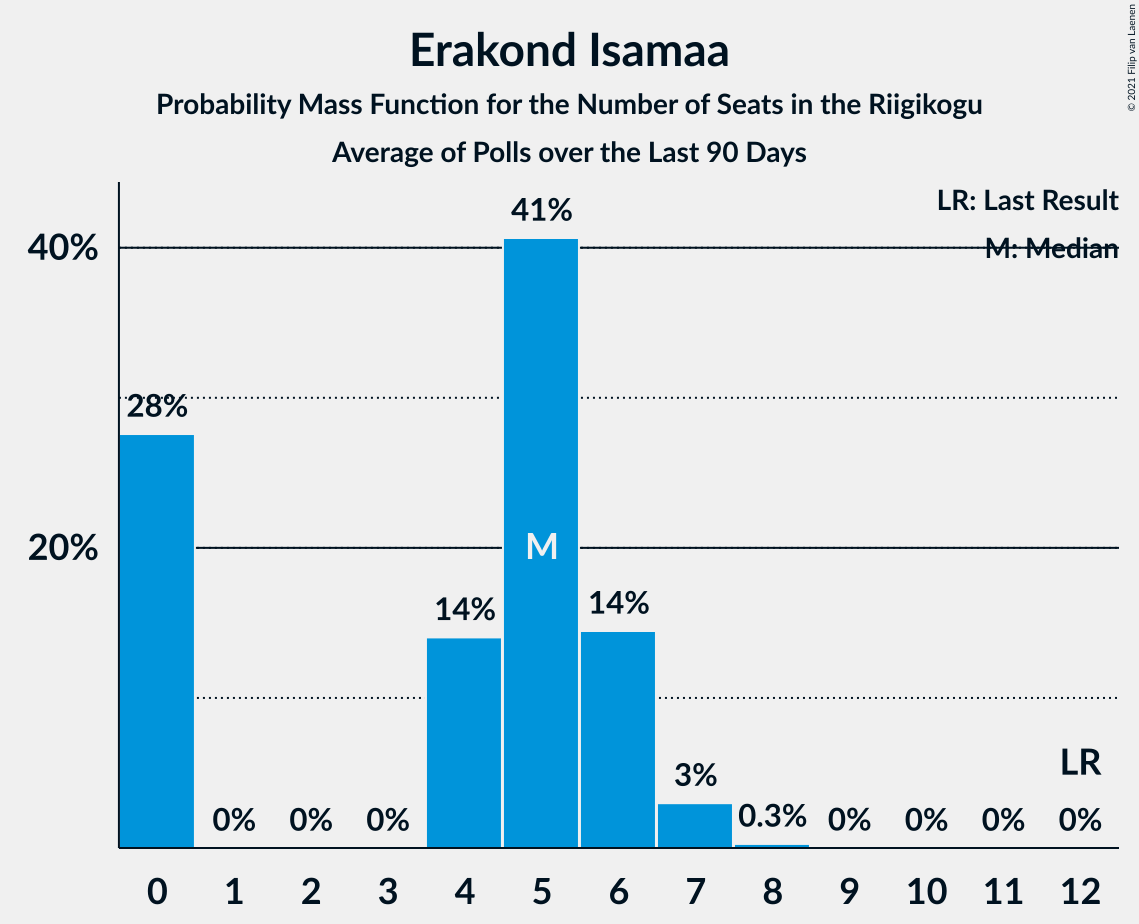 Erakond Isamaa
Probability Mass Function for the Number of Seats in the Riigikogu
Average of Polls over the Last 90 Days
© 2021 Filip van Laenen
LR: Last Result
M: Median
41%
40%
28%
M
20%
14%
14%
LR
3%
0%
0%
0%
0.3%
0%
0%
0%
0%
0 1 2 3 4 5 6 7 8 9 10 11 12